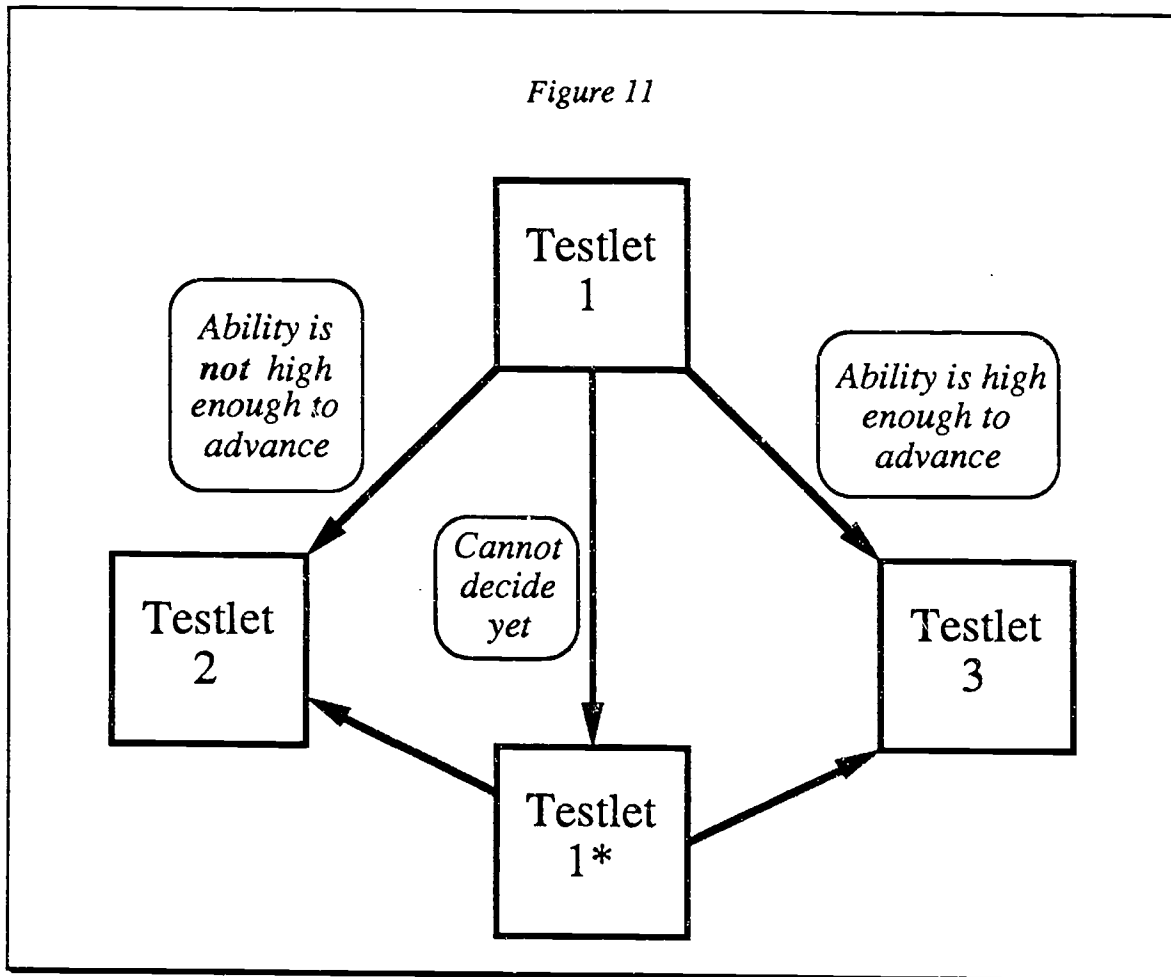 Figure 11
Testlet
1
Ability is
not high
enough to
advance
Ability is high
enough to
advance
Cannot
decide
yet
Testlet
2
Testlet
3
Testlet
1*